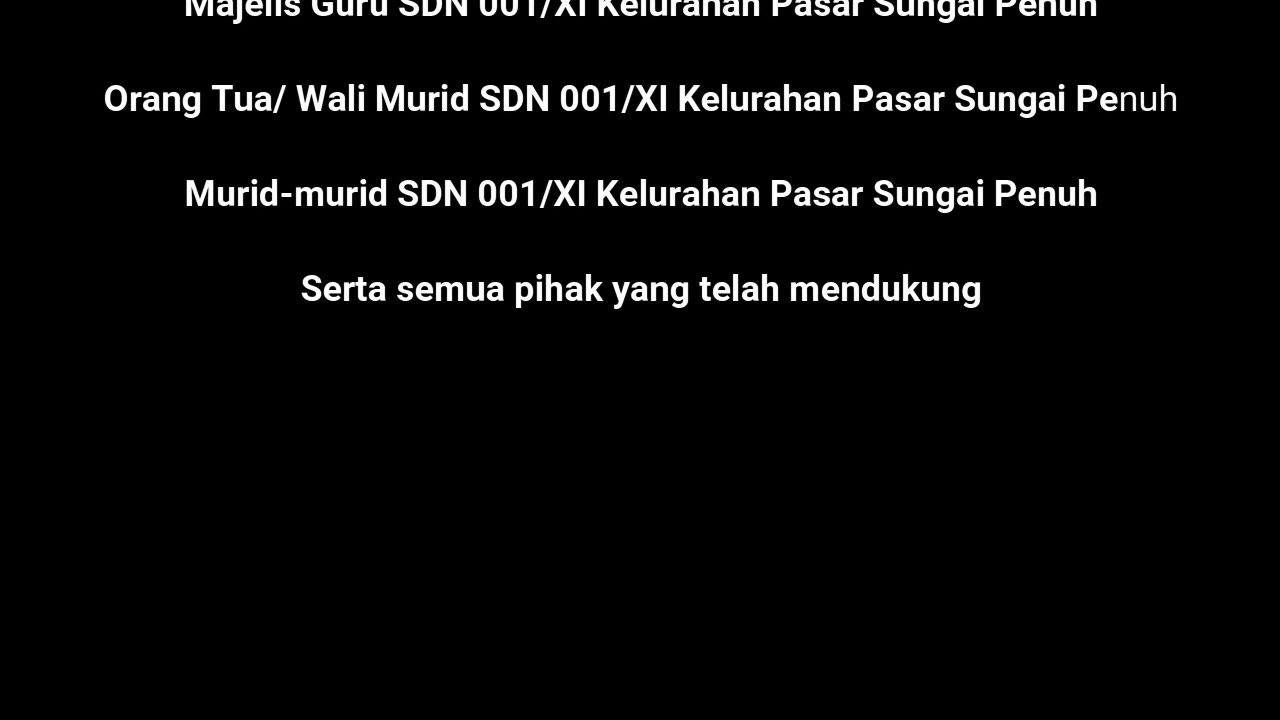 Majelis Guru SDN 001/XI Kelurahan Pasar Sungai Penuh
Orang Tua/ Wali Murid SDN 001/XI Kelurahan Pasar Sungai Penuh
Murid-murid SDN 001/XI Kelurahan Pasar Sungai Penuh
Serta semua pihak yang telah mendukung